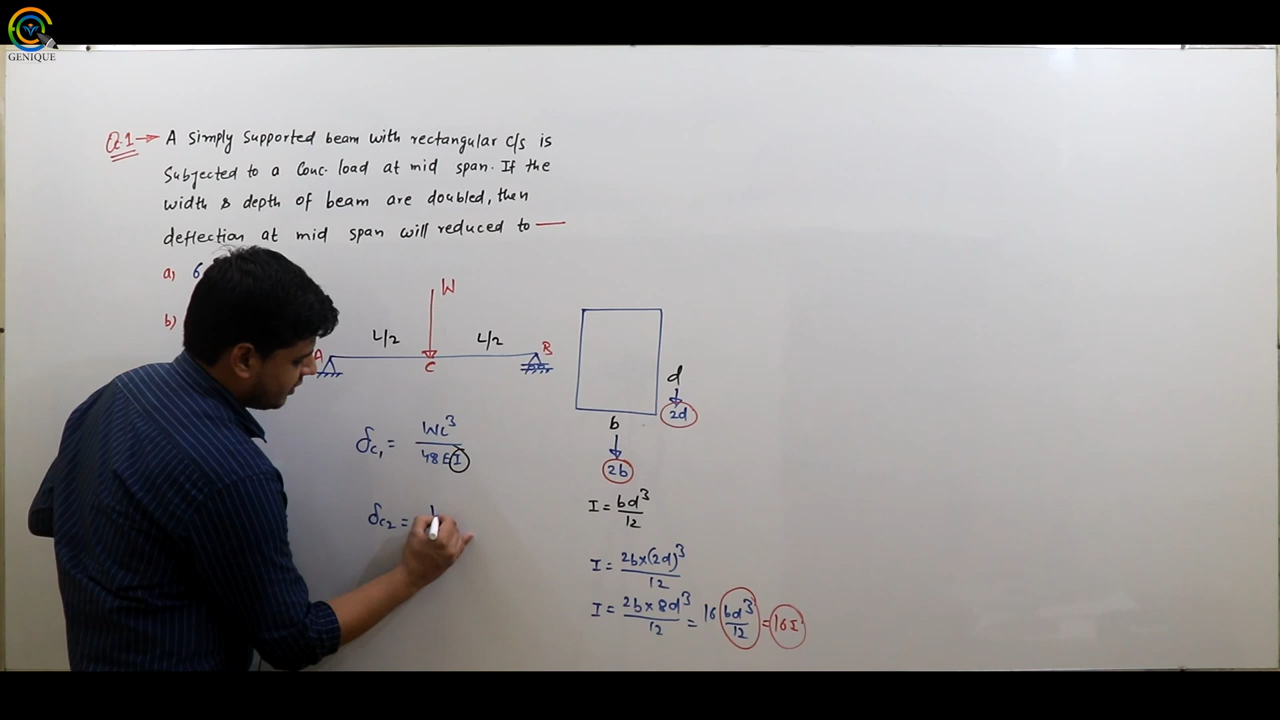 GENIQUE
Q.1 → A Simply Supported beam with rectangular c/s is
Subjected to a Conc. load at mid span. If the
width & depth of beam are doubled, then
deflection at mid span will reduced to —
a) 6
b)
W
L/2 L/2
A B
C
d
2d
b
2b
δc₁ = WL³/48EI
δc₂ =
I = bd³/12
I = 2b×(2d)³/12
I = 2b×8d³/12 = 16 bd³/12 = 16I